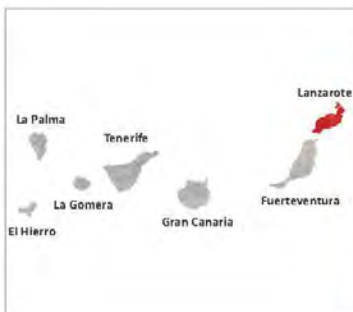 Lanzarote
La Palma
Tenerife
La Gomera
Fuerteventura
Gran Canaria
El Hierro